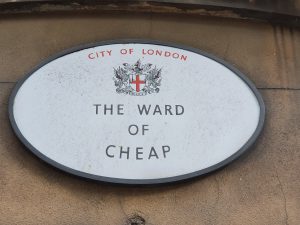 CITY OF LONDON
THE WARD
OF
CHEAP